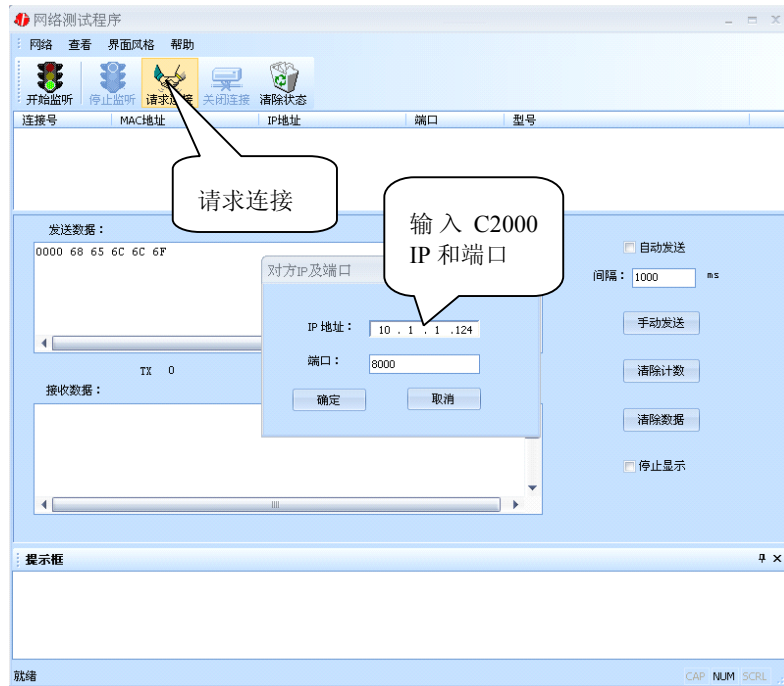 网络测试程序
网络 查看 界面风格 帮助
开始监听 停止监听 请求连接 关闭连接 清除状态
连接号 MAC地址 IP地址 端口 型号
请求连接
输入 C2000
IP 和端口
发送数据：
0000 68 65 6C 6C 6F
对方IP及端口
IP 地址： 10 . 1 . 1 .124
端口： 8000
确定 取消
自动发送
间隔： 1000 ms
手动发送
TX 0
清除计数
接收数据：
清除数据
停止显示
提示框
就绪
CAP NUM SCRL